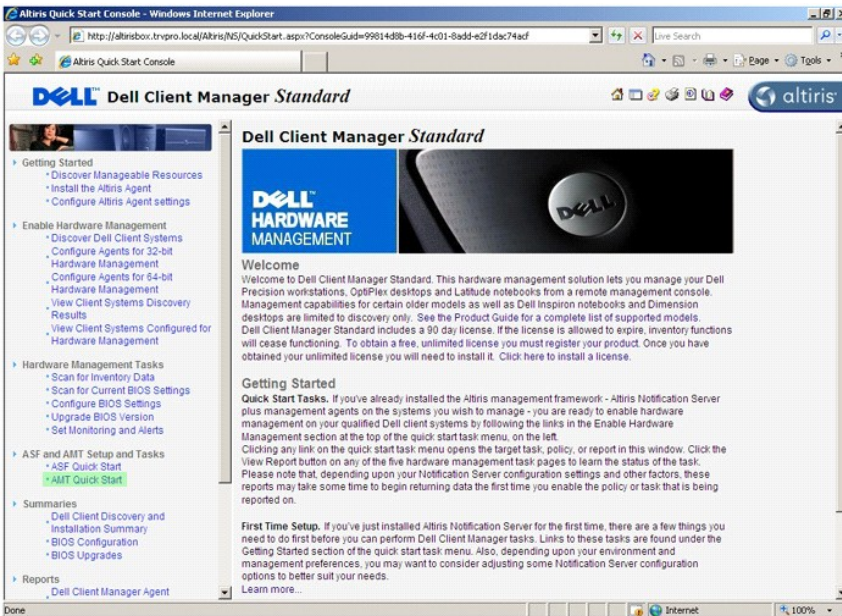 Altiris Quick Start Console - Windows Internet Explorer
http://altirisbox.trvpro.local/Altiris/NS/QuickStart.aspx?ConsoleGuid=99814d8b-416f-4c01-8add-e2f1dac74acf
Live Search
Altiris Quick Start Console
Page
Tools
DELL™ Dell Client Manager Standard
altiris
Getting Started
Discover Manageable Resources
Install the Altiris Agent
Configure Altiris Agent settings
Enable Hardware Management
Discover Dell Client Systems
Configure Agents for 32-bit
Hardware Management
Configure Agents for 64-bit
Hardware Management
View Client Systems Discovery
Results
View Client Systems Configured for
Hardware Management
Hardware Management Tasks
Scan for Inventory Data
Scan for Current BIOS Settings
Configure BIOS Settings
Upgrade BIOS Version
Set Monitoring and Alerts
ASF and AMT Setup and Tasks
ASF Quick Start
AMT Quick Start
Summaries
Dell Client Discovery and
Installation Summary
BIOS Configuration
BIOS Upgrades
Reports
Dell Client Manager Agent
Dell Client Manager Standard
DELL™
HARDWARE
MANAGEMENT
DELL
Welcome
Welcome to Dell Client Manager Standard. This hardware management solution lets you manage your Dell
Precision workstations, OptiPlex desktops and Latitude notebooks from a remote management console.
Management capabilities for certain older models as well as Dell Inspiron notebooks and Dimension
desktops are limited to discovery only. See the Product Guide for a complete list of supported models.
Dell Client Manager Standard includes a 90 day license. If the license is allowed to expire, inventory functions
will cease functioning. To obtain a free, unlimited license you must register your product. Once you have
obtained your unlimited license you will need to install it. Click here to install a license.
Getting Started
Quick Start Tasks. If you've already installed the Altiris management framework - Altiris Notification Server
plus management agents on the systems you wish to manage - you are ready to enable hardware
management on your qualified Dell client systems by following the links in the Enable Hardware
Management section at the top of the quick start task menu, on the left.
Clicking any link on the quick start task menu opens the target task, policy, or report in this window. Click the
View Report button on any of the five hardware management task pages to learn the status of the task.
Please note that, depending upon your Notification Server configuration settings and other factors, these
reports may take some time to begin returning data the first time you enable the policy or task that is being
reported on.
First Time Setup. If you've just installed Altiris Notification Server for the first time, there are a few things you
need to do first before you can perform Dell Client Manager tasks. Links to these tasks are found under the
Getting Started section of the quick start task menu. Also, depending upon your environment and
management preferences, you may want to consider adjusting some Notification Server configuration
options to better suit your needs.
Learn more...
Done
Internet
100%